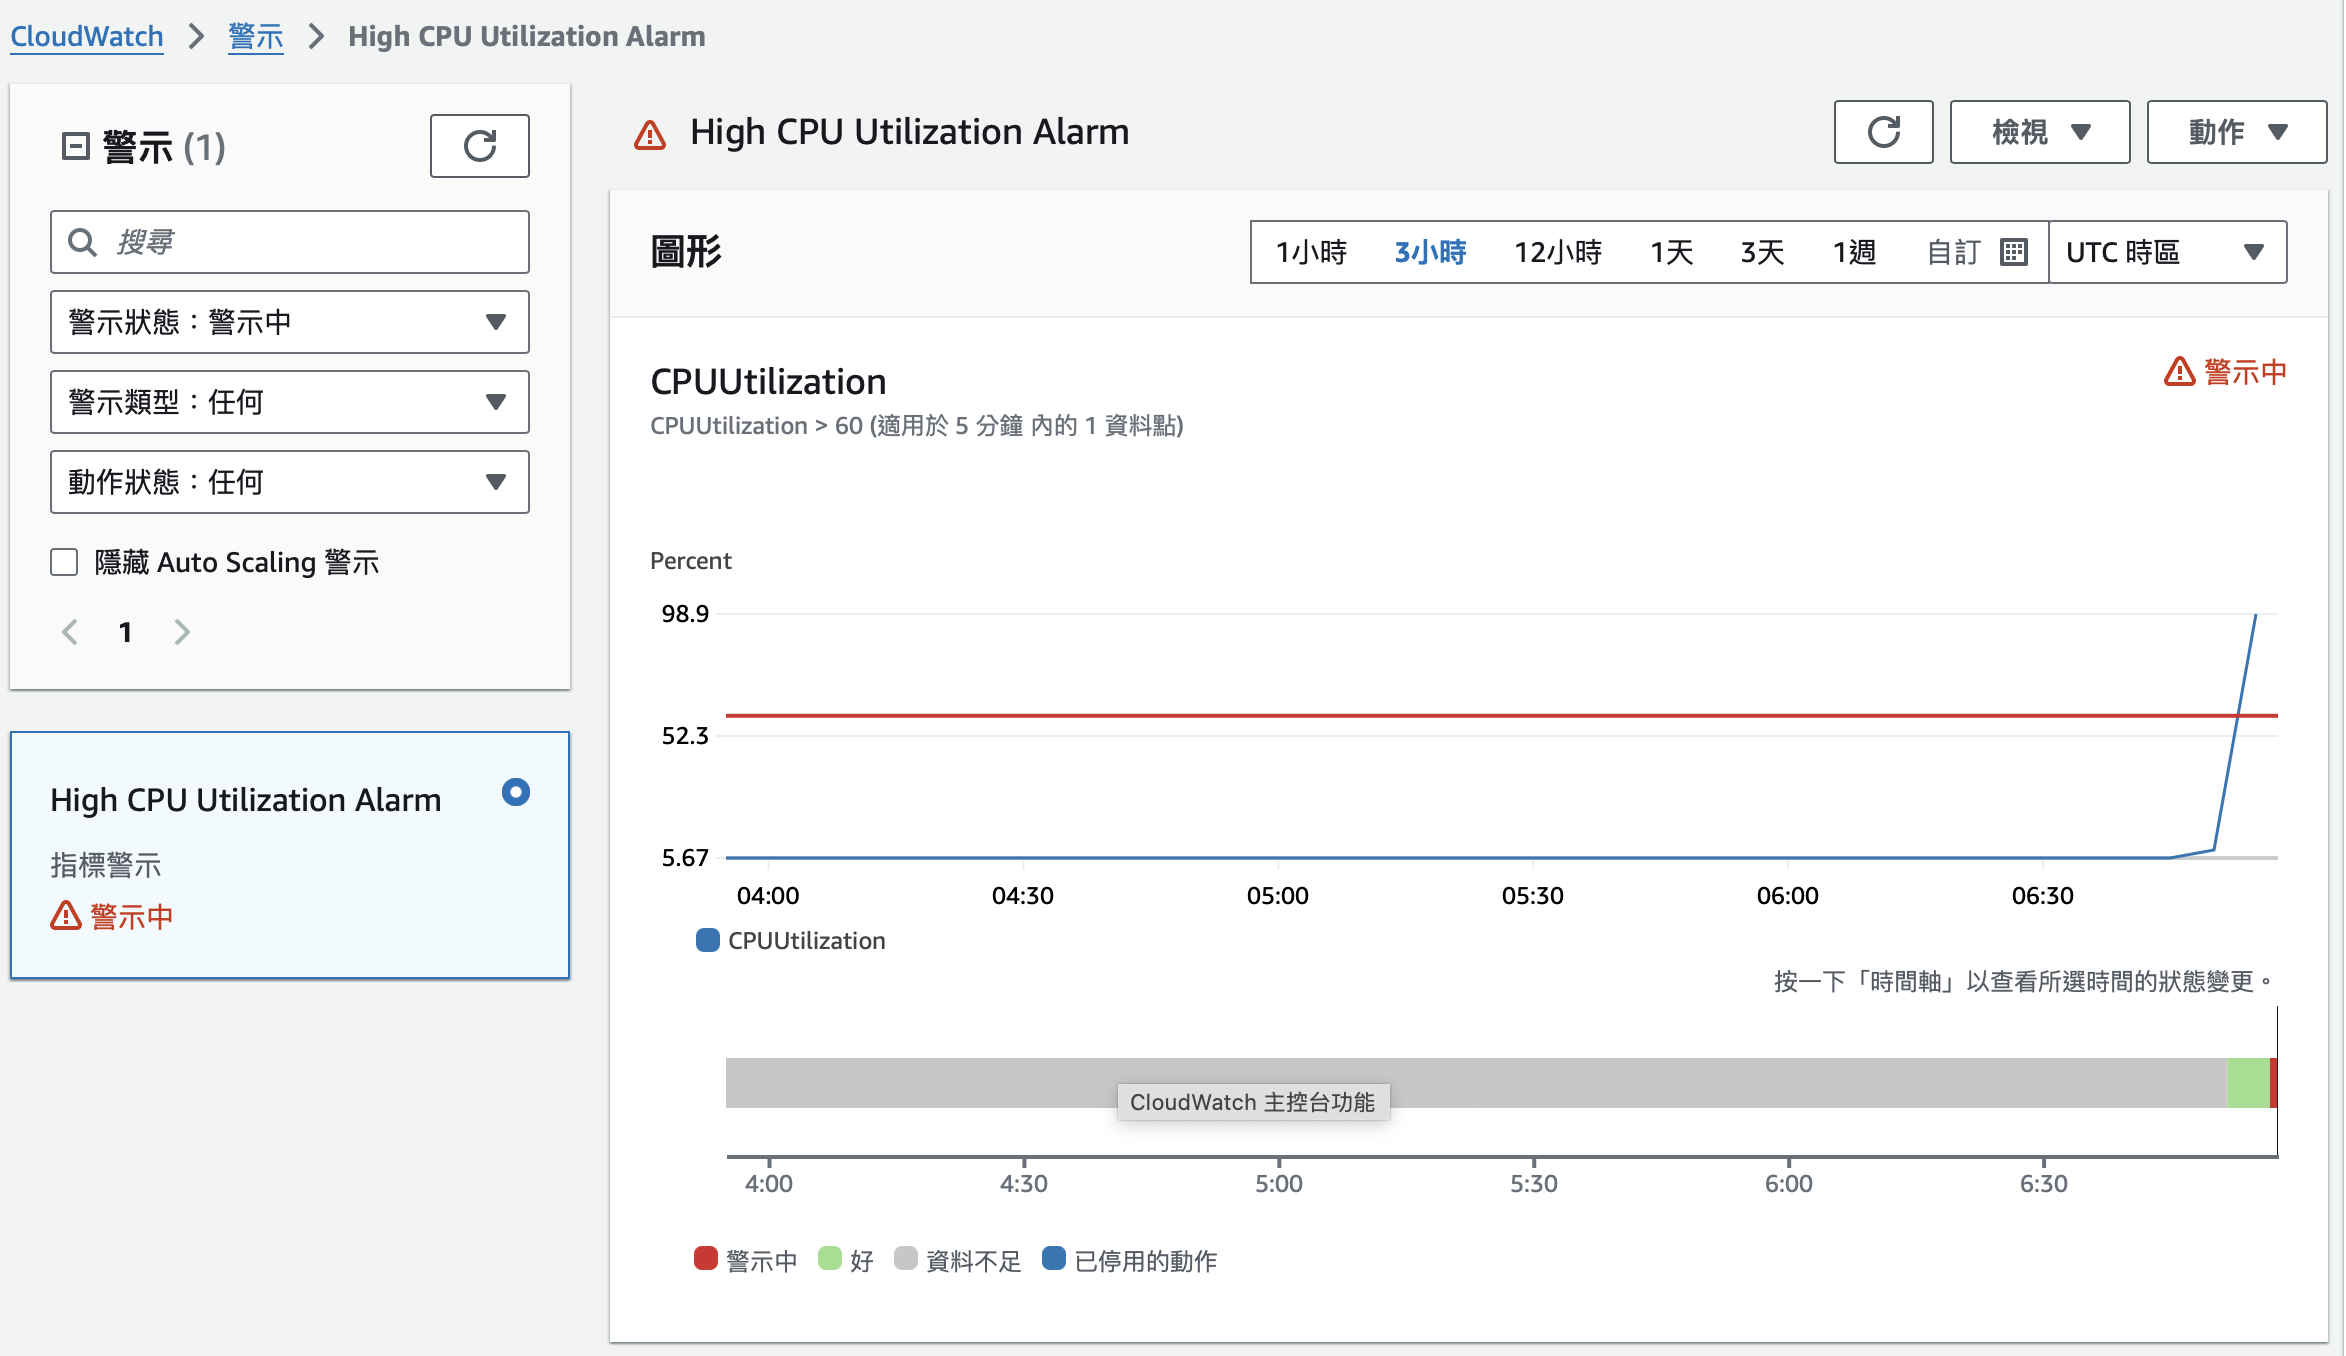 CloudWatch > 警示 > High CPU Utilization Alarm
警示 (1)
搜尋
警示狀態：警示中
警示類型：任何
動作狀態：任何
隱藏 Auto Scaling 警示
1
High CPU Utilization Alarm
指標警示
警示中
High CPU Utilization Alarm
檢視
動作
圖形
1小時 3小時 12小時 1天 3天 1週 自訂 UTC 時區
CPUUtilization
警示中
CPUUtilization > 60 (適用於 5 分鐘 內的 1 資料點)
Percent
98.9
52.3
5.67
04:00 04:30 05:00 05:30 06:00 06:30
CPUUtilization
按一下「時間軸」以查看所選時間的狀態變更。
CloudWatch 主控台功能
4:00 4:30 5:00 5:30 6:00 6:30
警示中 好 資料不足 已停用的動作